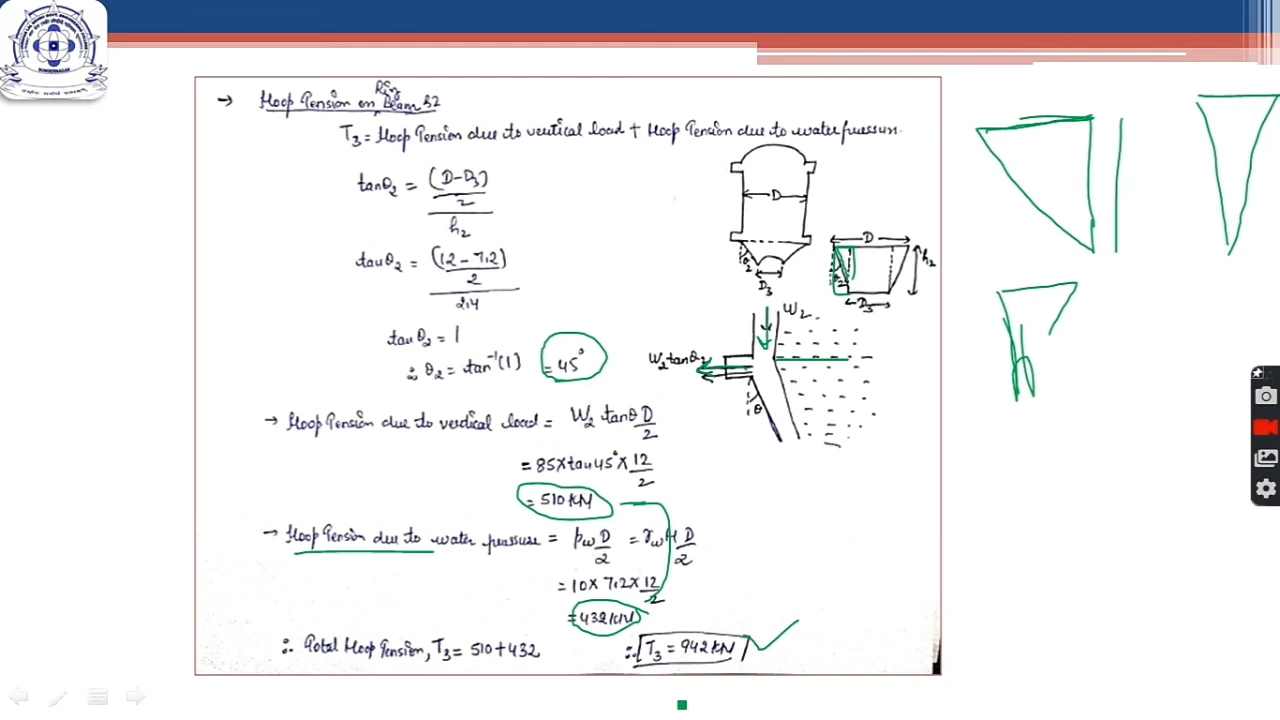 → Hoop Tension on Ring Beam B2
T3 = Hoop Tension due to vertical load + Hoop Tension due to water pressure.
tanθ2 = (D-D3)/2 / h2
tanθ2 = (12-7.2)/2 / 2.4
tanθ2 = 1
∴ θ2 = tan⁻¹(1) = 45°
→ Hoop Tension due to vertical load = W2 tanθ D/2
= 85×tan45°×12/2
= 510 KN
→ Hoop Tension due to water pressure = pw D/2 = γw H D/2
= 10×7.2×12/2
= 432 KN
∴ Total Hoop Tension, T3 = 510+432
∴ T3 = 942 KN
D
θ2
D3
D
h2
θ2
D3
W2
W2 tanθ2
θ